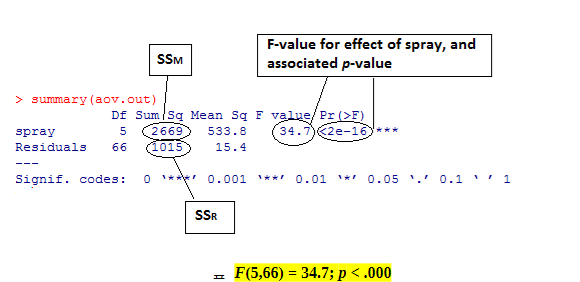 F-value for effect of spray, and
associated p-value
SSM
> summary(aov.out)
Df Sum Sq Mean Sq F value Pr(>F)
spray 5 2669 533.8 34.7 <2e-16 ***
Residuals 66 1015 15.4
---
Signif. codes: 0 ‘***’ 0.001 ‘**’ 0.01 ‘*’ 0.05 ‘.’ 0.1 ‘ ’ 1
SSR
= F(5,66) = 34.7; p < .000